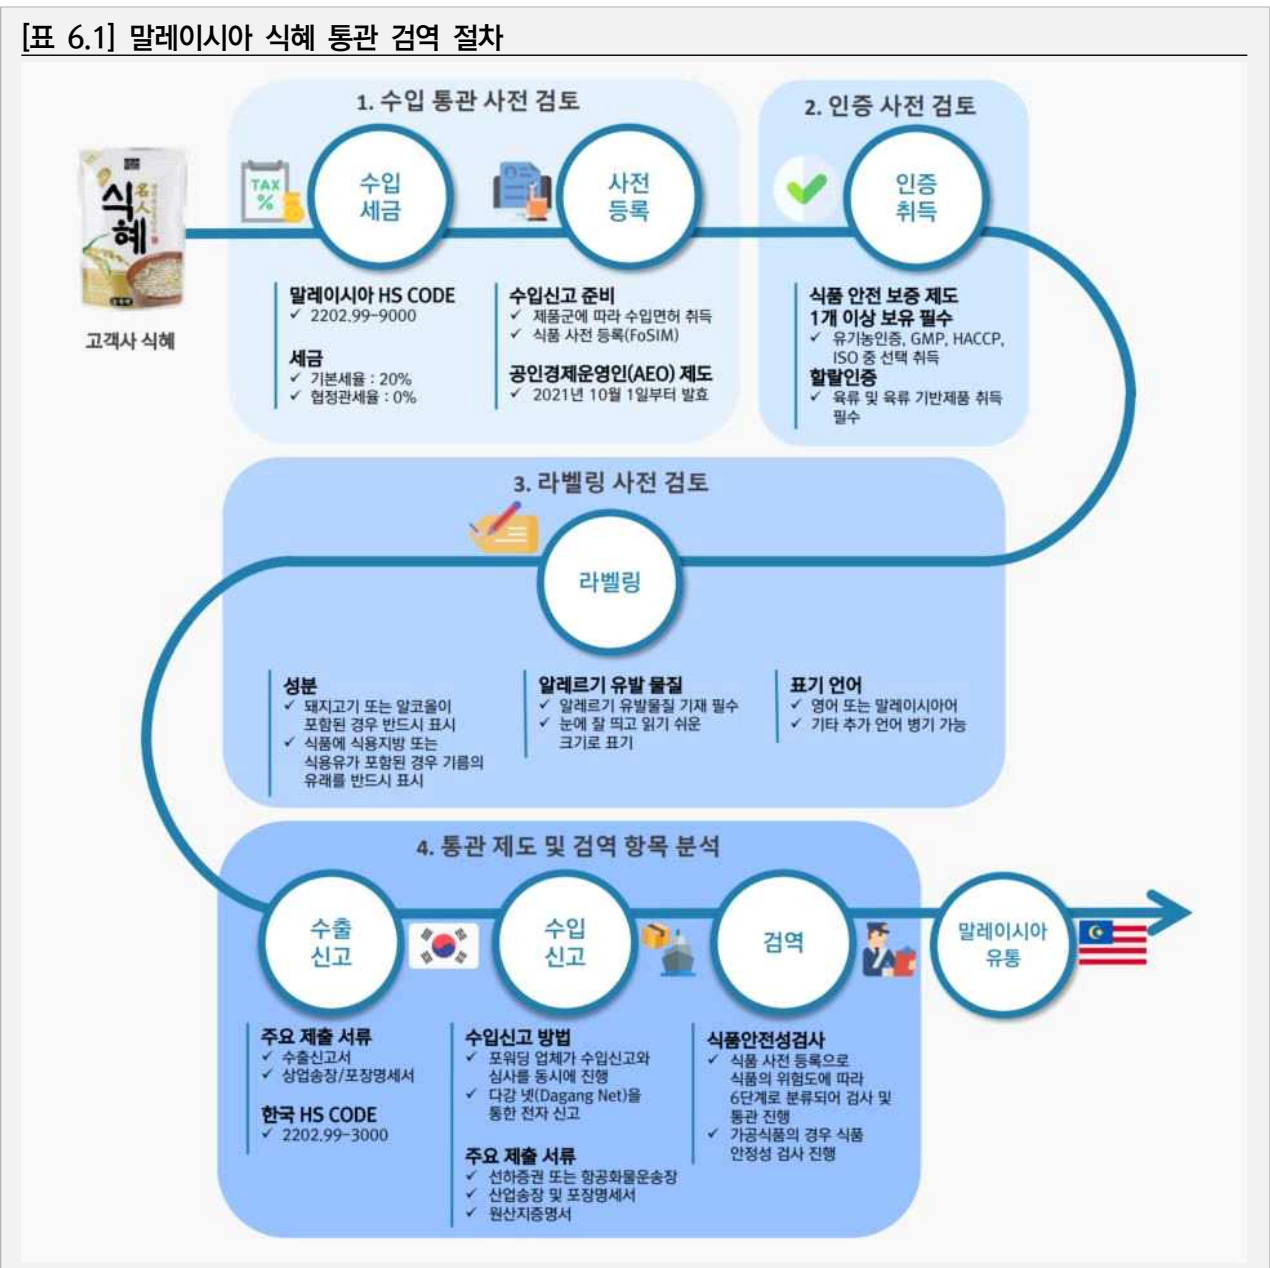 [표 6.1] 말레이시아 식혜 통관 검역 절차
1. 수입 통관 사전 검토
2. 인증 사전 검토
식혜
名人
TAX
%
수입
세금
사전
등록
인증
취득
고객사 식혜
말레이시아 HS CODE
✓ 2202.99-9000
세금
✓ 기본세율 : 20%
✓ 협정관세율 : 0%
수입신고 준비
✓ 제품군에 따라 수입면허 취득
✓ 식품 사전 등록(FoSIM)
공인경제운영인(AEO) 제도
✓ 2021년 10월 1일부터 발효
식품 안전 보증 제도
1개 이상 보유 필수
✓ 유기농인증, GMP, HACCP,
ISO 중 선택 취득
할랄인증
✓ 육류 및 육류 기반제품 취득
필수
3. 라벨링 사전 검토
라벨링
성분
✓ 돼지고기 또는 알코올이
포함된 경우 반드시 표시
✓ 식품에 식용지방 또는
식용유가 포함된 경우 기름의
유래를 반드시 표시
알레르기 유발 물질
✓ 알레르기 유발물질 기재 필수
✓ 눈에 잘 띄고 읽기 쉬운
크기로 표기
표기 언어
✓ 영어 또는 말레이시아어
✓ 기타 추가 언어 병기 가능
4. 통관 제도 및 검역 항목 분석
수출
신고
수입
신고
검역
말레이시아
유통
주요 제출 서류
✓ 수출신고서
✓ 상업송장/포장명세서
한국 HS CODE
✓ 2202.99-3000
수입신고 방법
✓ 포워딩 업체가 수입신고와
심사를 동시에 진행
✓ 다강 넷(Dagang Net)을
통한 전자 신고
주요 제출 서류
✓ 선하증권 또는 항공화물운송장
✓ 산업송장 및 포장명세서
✓ 원산지증명서
식품안전성검사
✓ 식품 사전 등록으로
식품의 위험도에 따라
6단계로 분류되어 검사 및
통관 진행
✓ 가공식품의 경우 식품
안정성 검사 진행